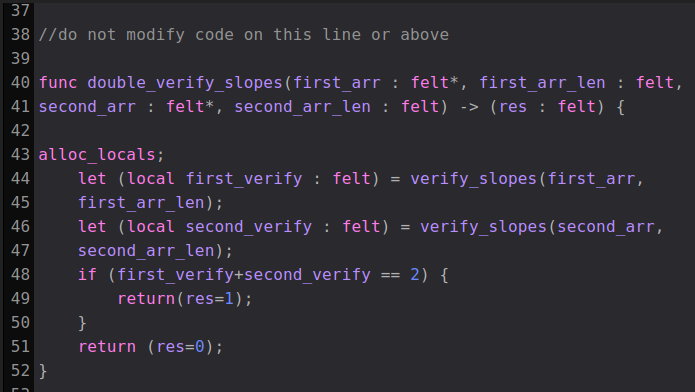 37
38 //do not modify code on this line or above
39
40 func double_verify_slopes(first_arr : felt*, first_arr_len : felt,
41 second_arr : felt*, second_arr_len : felt) -> (res : felt) {
42
43 alloc_locals;
44     let (local first_verify : felt) = verify_slopes(first_arr,
45     first_arr_len);
46     let (local second_verify : felt) = verify_slopes(second_arr,
47     second_arr_len);
48     if (first_verify+second_verify == 2) {
49         return(res=1);
50     }
51     return (res=0);
52 }